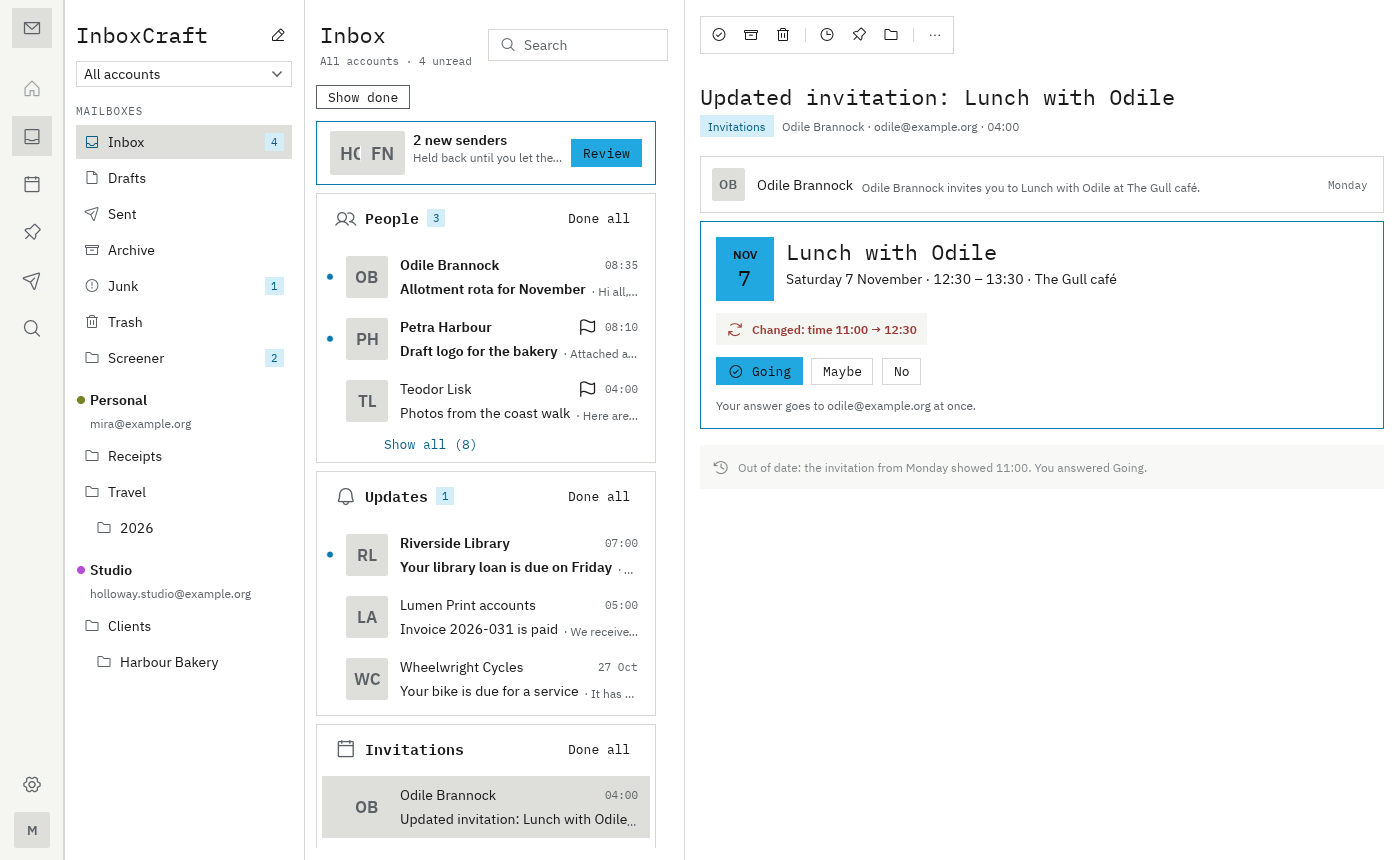 InboxCraft
All accounts
MAILBOXES
Inbox 4
Drafts
Sent
Archive
Junk 1
Trash
Screener 2
Personal
mira@example.org
Receipts
Travel
2026
Studio
holloway.studio@example.org
Clients
Harbour Bakery
M
Inbox
All accounts · 4 unread
Search
Show done
FN
2 new senders
Held back until you let the...
Review
People 3 Done all
OB
Odile Brannock 08:35
Allotment rota for November · Hi all,...
PH
Petra Harbour 08:10
Draft logo for the bakery · Attached a...
TL
Teodor Lisk 04:00
Photos from the coast walk · Here are...
Show all (8)
Updates 1 Done all
RL
Riverside Library 07:00
Your library loan is due on Friday · ...
LA
Lumen Print accounts 05:00
Invoice 2026-031 is paid · We receive...
WC
Wheelwright Cycles 27 Oct
Your bike is due for a service · It has ...
Invitations Done all
OB
Odile Brannock 04:00
Updated invitation: Lunch with Odile...
Updated invitation: Lunch with Odile
Invitations Odile Brannock · odile@example.org · 04:00
OB Odile Brannock Odile Brannock invites you to Lunch with Odile at The Gull café. Monday
NOV
7
Lunch with Odile
Saturday 7 November · 12:30 – 13:30 · The Gull café
Changed: time 11:00 → 12:30
Going Maybe No
Your answer goes to odile@example.org at once.
Out of date: the invitation from Monday showed 11:00. You answered Going.